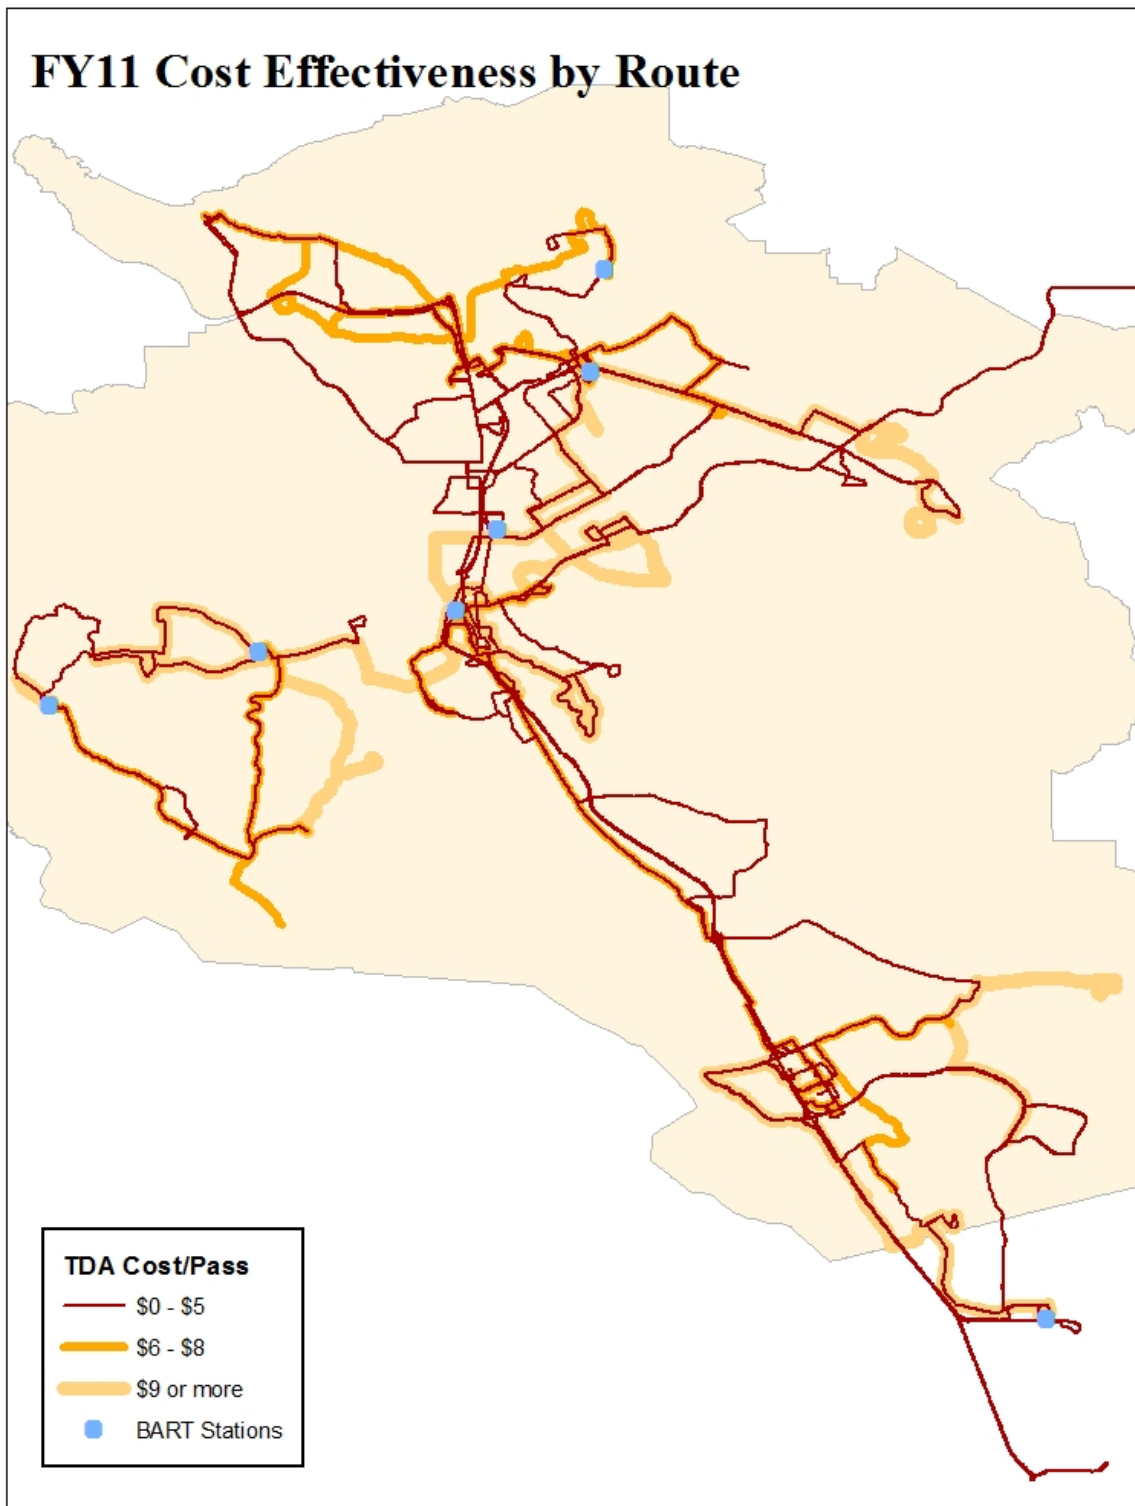 FY11 Cost Effectiveness by Route
TDA Cost/Pass
$0 - $5
$6 - $8
$9 or more
BART Stations